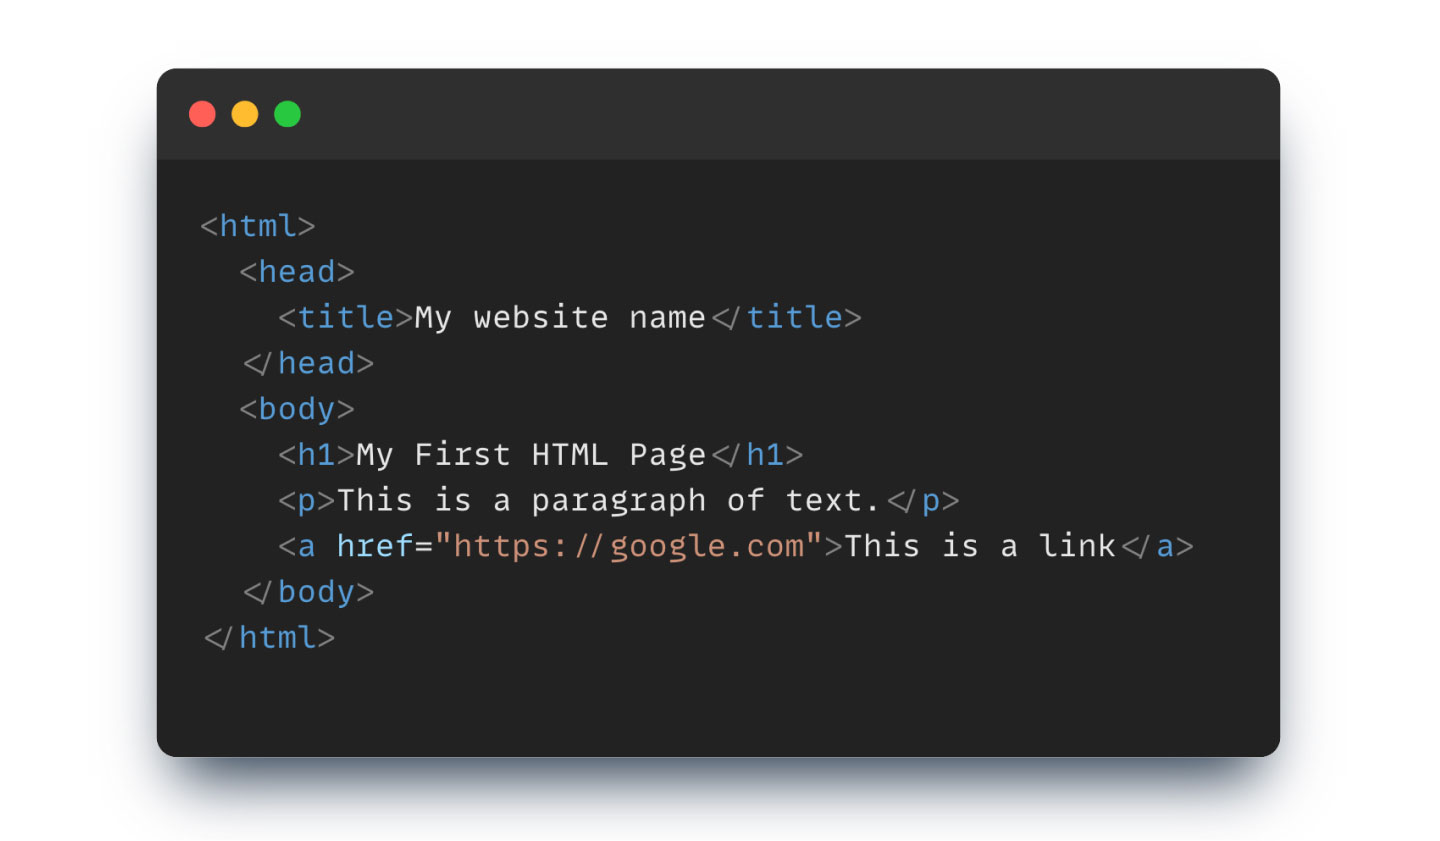 <html>
  <head>
    <title>My website name</title>
  </head>
  <body>
    <h1>My First HTML Page</h1>
    <p>This is a paragraph of text.</p>
    <a href="https://google.com">This is a link</a>
  </body>
</html>